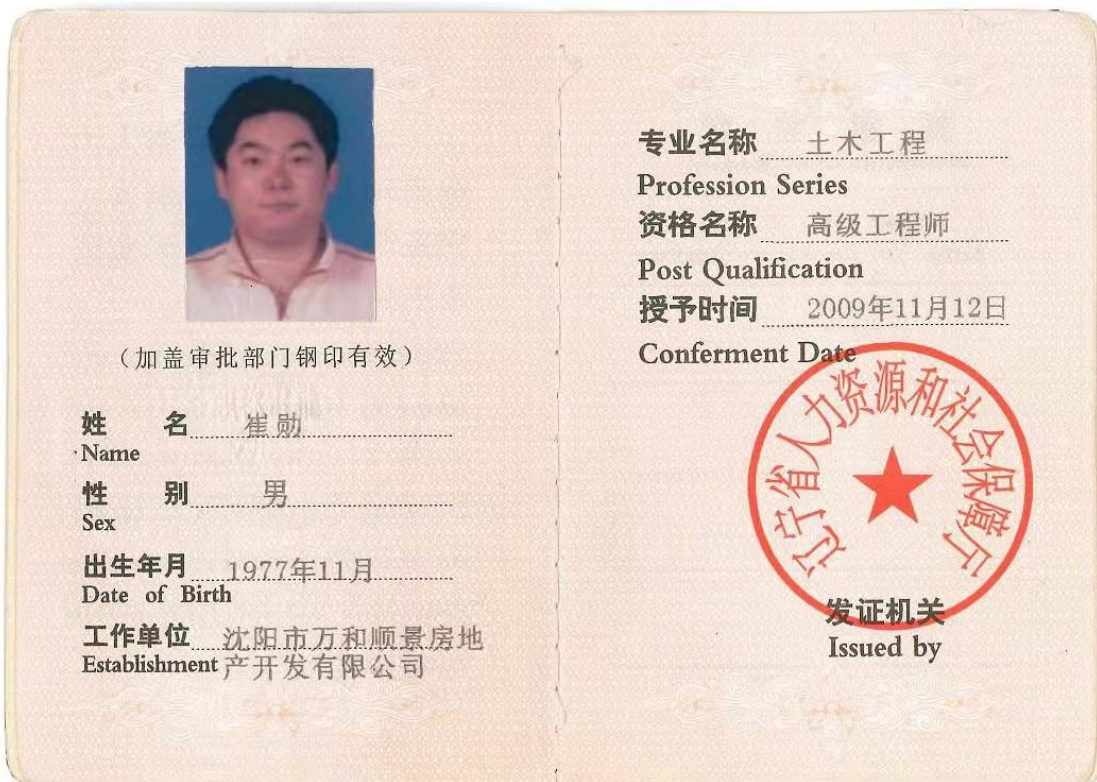 （加盖审批部门钢印有效）
姓 名 崔勋
Name
性 别 男
Sex
出生年月 1977年11月
Date of Birth
工作单位 沈阳市万和顺景房地
Establishment 产开发有限公司
专业名称 土木工程
Profession Series
资格名称 高级工程师
Post Qualification
授予时间 2009年11月12日
Conferment Date
辽宁省人力资源和社会保障厅
发证机关
Issued by